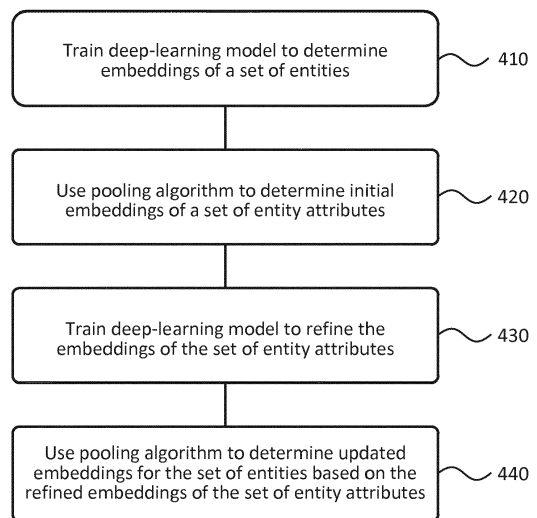 Train deep-learning model to determine
embeddings of a set of entities
410
Use pooling algorithm to determine initial
embeddings of a set of entity attributes
420
Train deep-learning model to refine the
embeddings of the set of entity attributes
430
Use pooling algorithm to determine updated
embeddings for the set of entities based on the
refined embeddings of the set of entity attributes
440